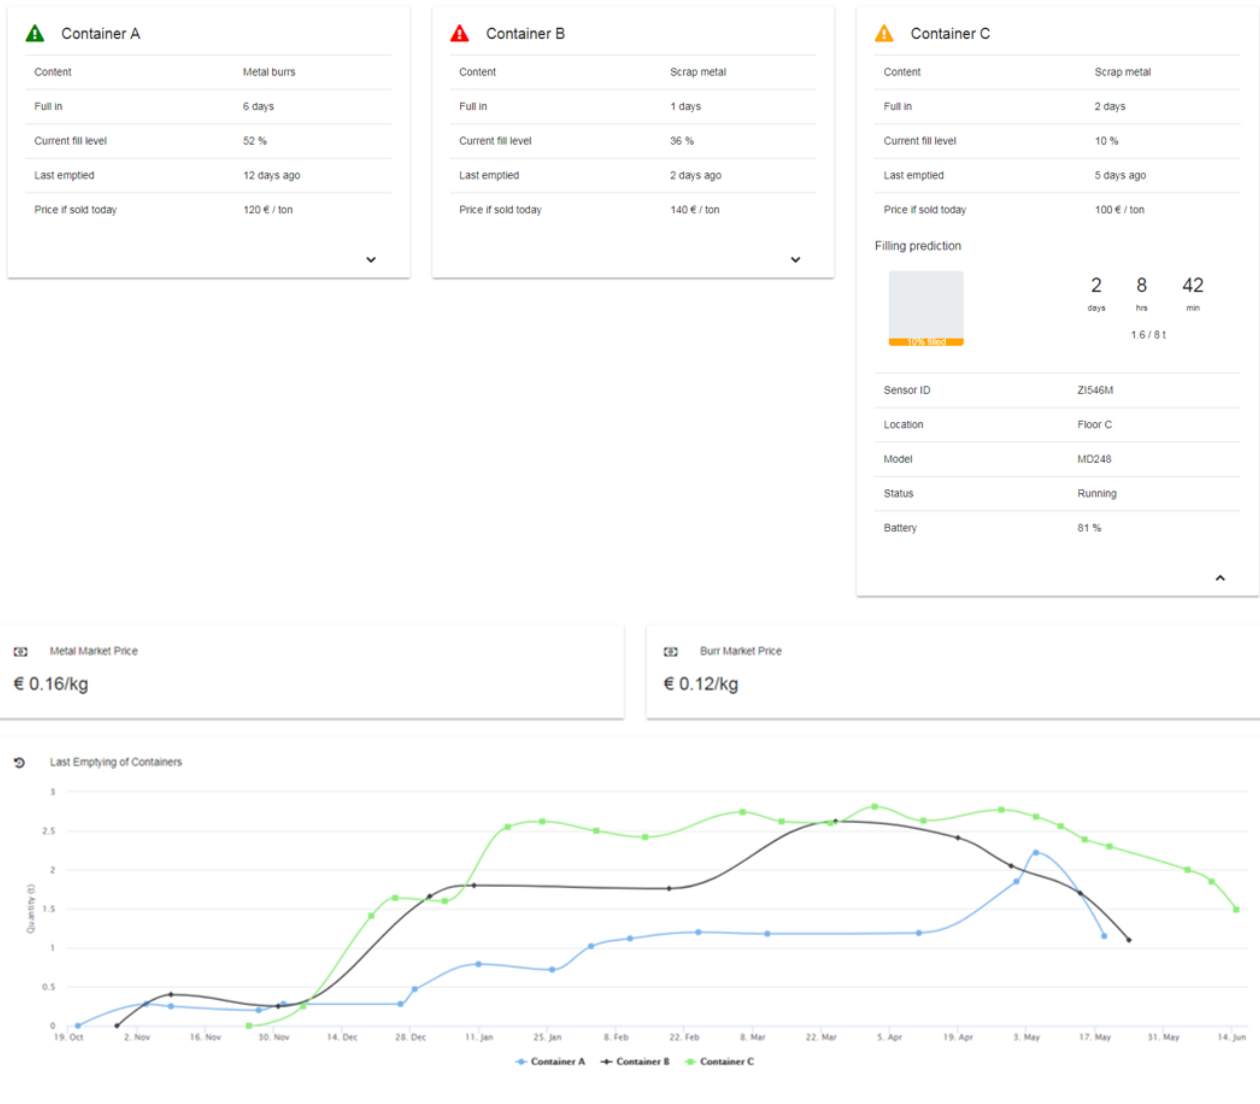 Container A
Content Metal burrs
Full in 6 days
Current fill level 52 %
Last emptied 12 days ago
Price if sold today 120 € / ton
Container B
Content Scrap metal
Full in 1 days
Current fill level 36 %
Last emptied 2 days ago
Price if sold today 140 € / ton
Container C
Content Scrap metal
Full in 2 days
Current fill level 10 %
Last emptied 5 days ago
Price if sold today 100 € / ton
Filling prediction
2 8 42
days hrs min
1.6 / 8 t
10% filled
Sensor ID ZI546M
Location Floor C
Model MD248
Status Running
Battery 81 %
Metal Market Price
€ 0.16/kg
Burr Market Price
€ 0.12/kg
Last Emptying of Containers
Quantity (t)
3
2.5
2
1.5
1
0.5
0
19. Oct 2. Nov 16. Nov 30. Nov 14. Dec 28. Dec 11. Jan 25. Jan 8. Feb 22. Feb 8. Mar 22. Mar 5. Apr 19. Apr 3. May 17. May 31. May 14. Jun
Container A Container B Container C